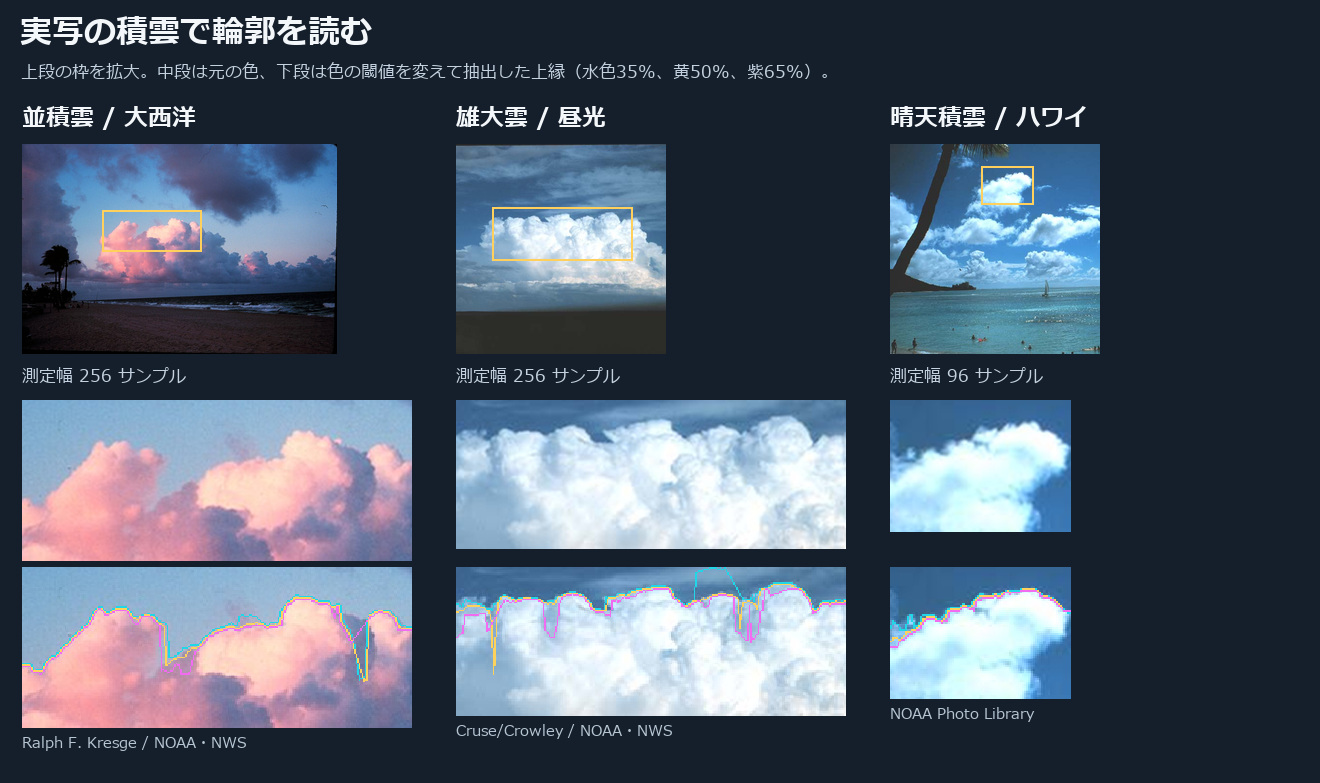 実写の積雲で輪郭を読む
上段の枠を拡大。中段は元の色、下段は色の閾値を変えて抽出した上縁（水色35%、黄50%、紫65%）。
並積雲 / 大西洋
雄大雲 / 昼光
晴天積雲 / ハワイ
測定幅 256 サンプル
測定幅 256 サンプル
測定幅 96 サンプル
Ralph F. Kresge / NOAA・NWS
Cruse/Crowley / NOAA・NWS
NOAA Photo Library